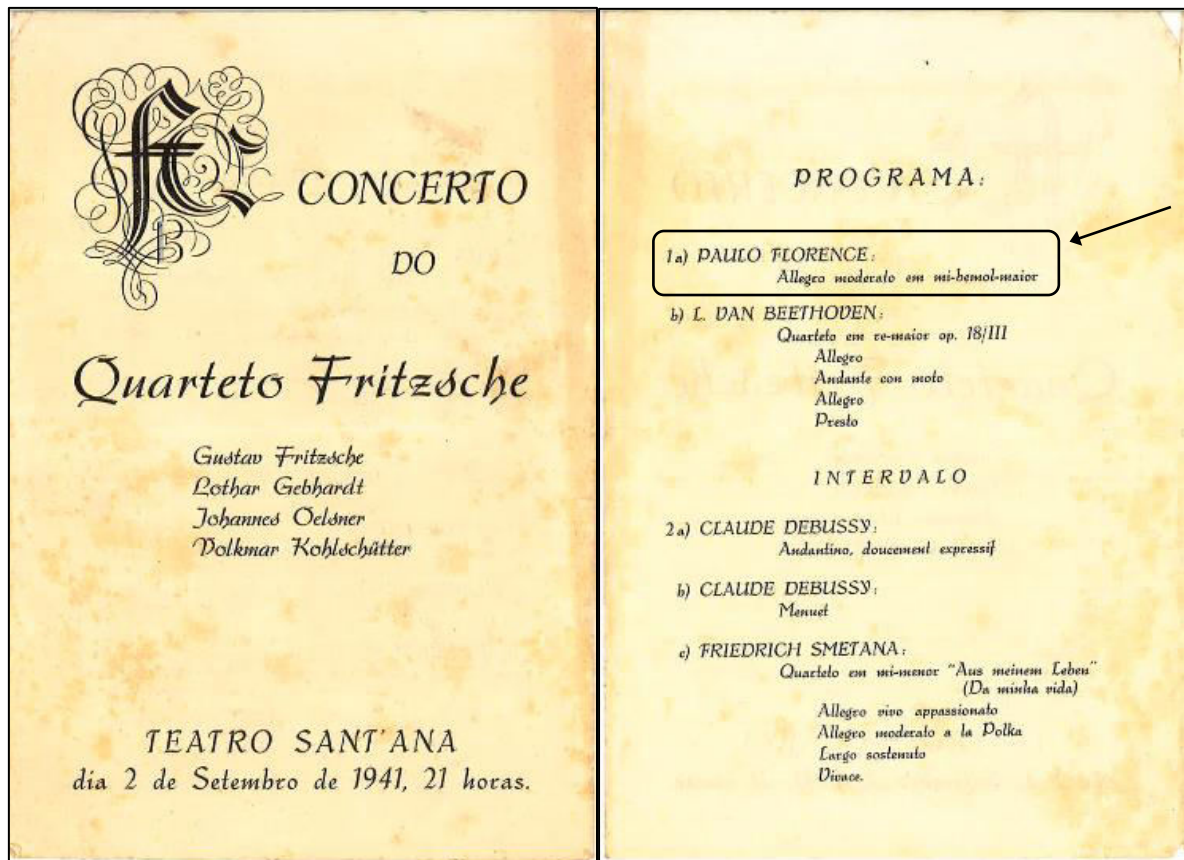 CONCERTO
DO
Quarteto Fritzsche
Gustav Fritzsche
Lothar Gebhardt
Johannes Oelsner
Volkmar Kohlschütter
TEATRO SANT'ANA
dia 2 de Setembro de 1941, 21 horas.
PROGRAMA:
1a) PAULO FLORENCE:
Allegro moderato em mi-bemol-maior
b) L. VAN BEETHOVEN:
Quarteto em re-maior op. 18/III
Allegro
Andante con moto
Allegro
Presto
INTERVALO
2a) CLAUDE DEBUSSY:
Andantino, doucement expressif
b) CLAUDE DEBUSSY:
Menuet
c) FRIEDRICH SMETANA:
Quarteto em mi-menor "Aus meinem Leben"
(Da minha vida)
Allegro vivo appassionato
Allegro moderato a la Polka
Largo sostenuto
Vivace.